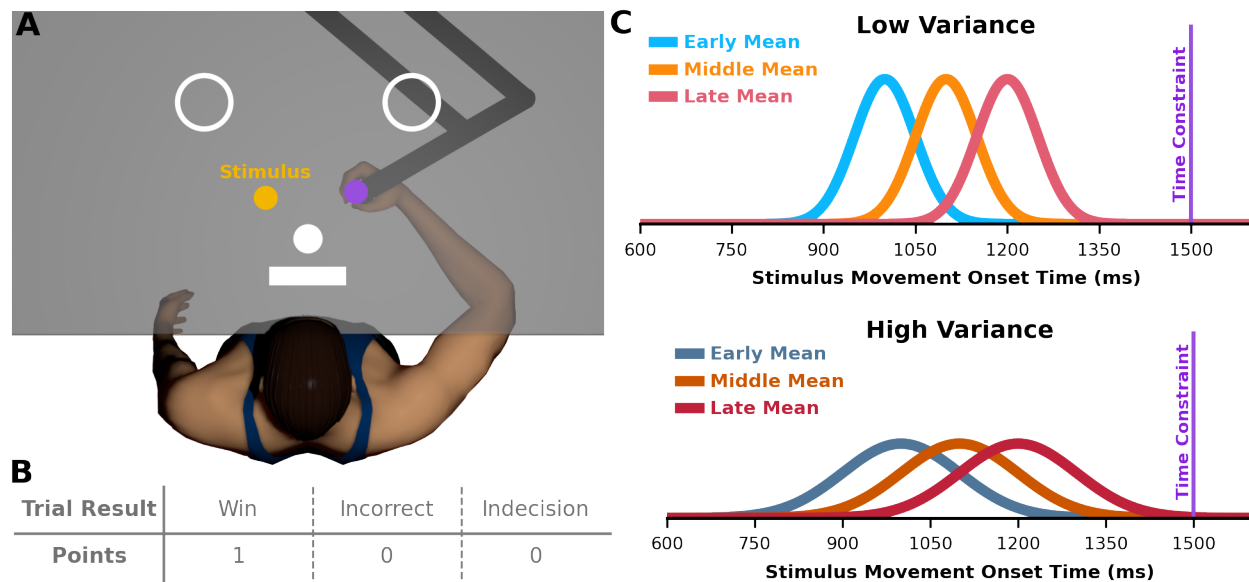 A
Stimulus
B
Trial Result Win Incorrect Indecision
Points 1 0 0
C
Low Variance
Early Mean
Middle Mean
Late Mean
Time Constraint
600 750 900 1050 1200 1350 1500
Stimulus Movement Onset Time (ms)
High Variance
Early Mean
Middle Mean
Late Mean
Time Constraint
600 750 900 1050 1200 1350 1500
Stimulus Movement Onset Time (ms)